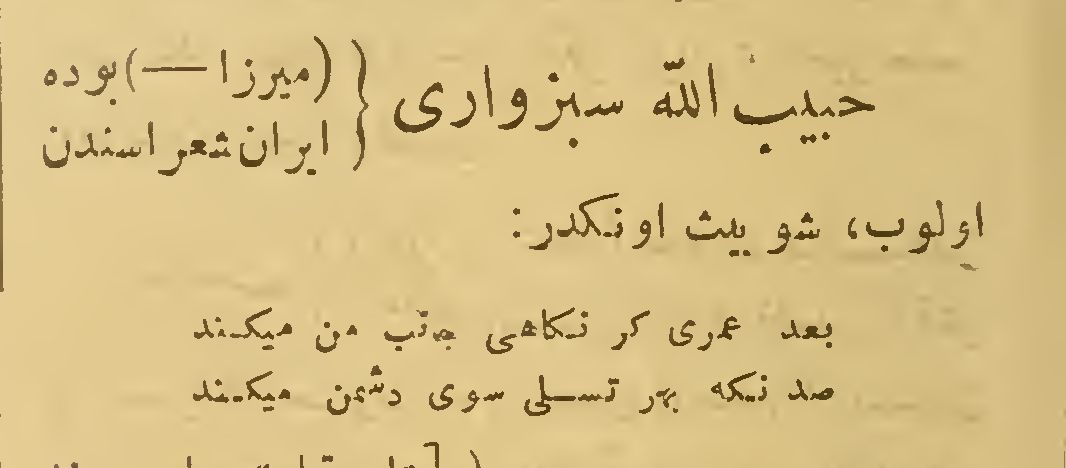 حبیب الله سبزواری { (میرزا —) بوده
ایران شعراسندن
اولوب، شو بیت اونکدر:
بعد عمری کر نکاهی جانب من میکند
صد نکه بهر تسلی سوی دشمن میکند